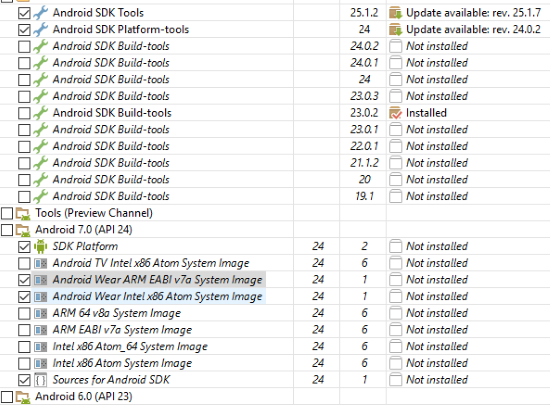 Android SDK Tools 25.1.2 Update available: rev. 25.1.7
Android SDK Platform-tools 24 Update available: rev. 24.0.2
Android SDK Build-tools 24.0.2 Not installed
Android SDK Build-tools 24.0.1 Not installed
Android SDK Build-tools 24 Not installed
Android SDK Build-tools 23.0.3 Not installed
Android SDK Build-tools 23.0.2 Installed
Android SDK Build-tools 23.0.1 Not installed
Android SDK Build-tools 22.0.1 Not installed
Android SDK Build-tools 21.1.2 Not installed
Android SDK Build-tools 20 Not installed
Android SDK Build-tools 19.1 Not installed
Tools (Preview Channel)
Android 7.0 (API 24)
SDK Platform 24 2 Not installed
Android TV Intel x86 Atom System Image 24 6 Not installed
Android Wear ARM EABI v7a System Image 24 1 Not installed
Android Wear Intel x86 Atom System Image 24 1 Not installed
ARM 64 v8a System Image 24 6 Not installed
ARM EABI v7a System Image 24 6 Not installed
Intel x86 Atom_64 System Image 24 6 Not installed
Intel x86 Atom System Image 24 6 Not installed
Sources for Android SDK 24 1 Not installed
Android 6.0 (API 23)